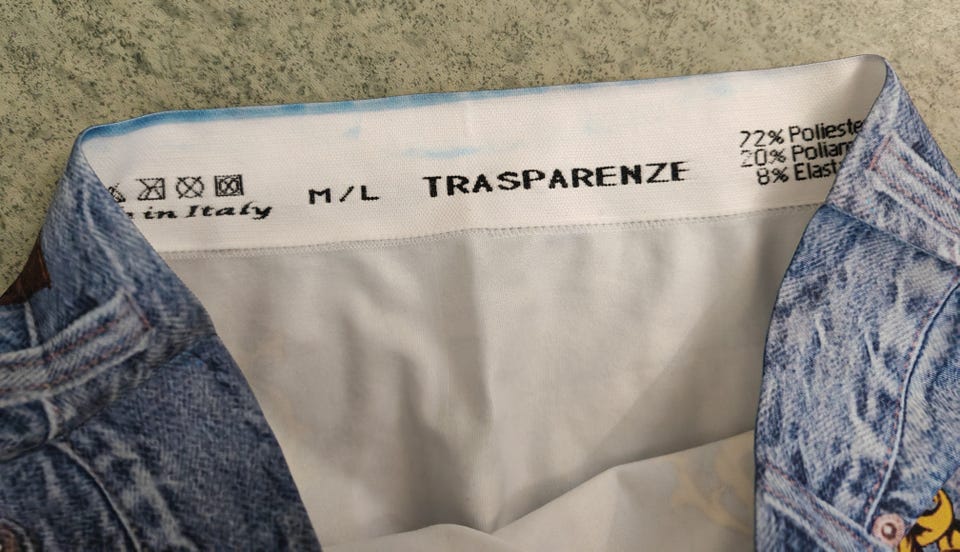 in Italy
M/L
TRASPARENZE
72% Polieste
20% Poliam
8% Elast